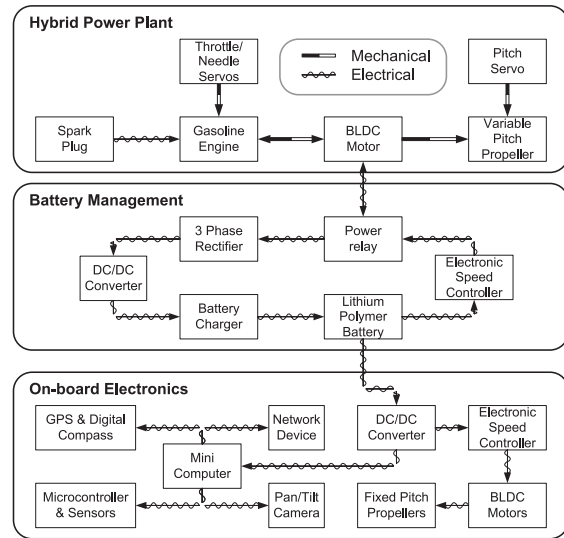 Hybrid Power Plant
Throttle/
Needle
Servos
Mechanical
Electrical
Pitch
Servo
Spark
Plug
Gasoline
Engine
BLDC
Motor
Variable
Pitch
Propeller
Battery Management
3 Phase
Rectifier
Power
relay
DC/DC
Converter
Electronic
Speed
Controller
Battery
Charger
Lithium
Polymer
Battery
On-board Electronics
GPS & Digital
Compass
Network
Device
DC/DC
Converter
Electronic
Speed
Controller
Mini
Computer
Microcontroller
& Sensors
Pan/Tilt
Camera
Fixed Pitch
Propellers
BLDC
Motors